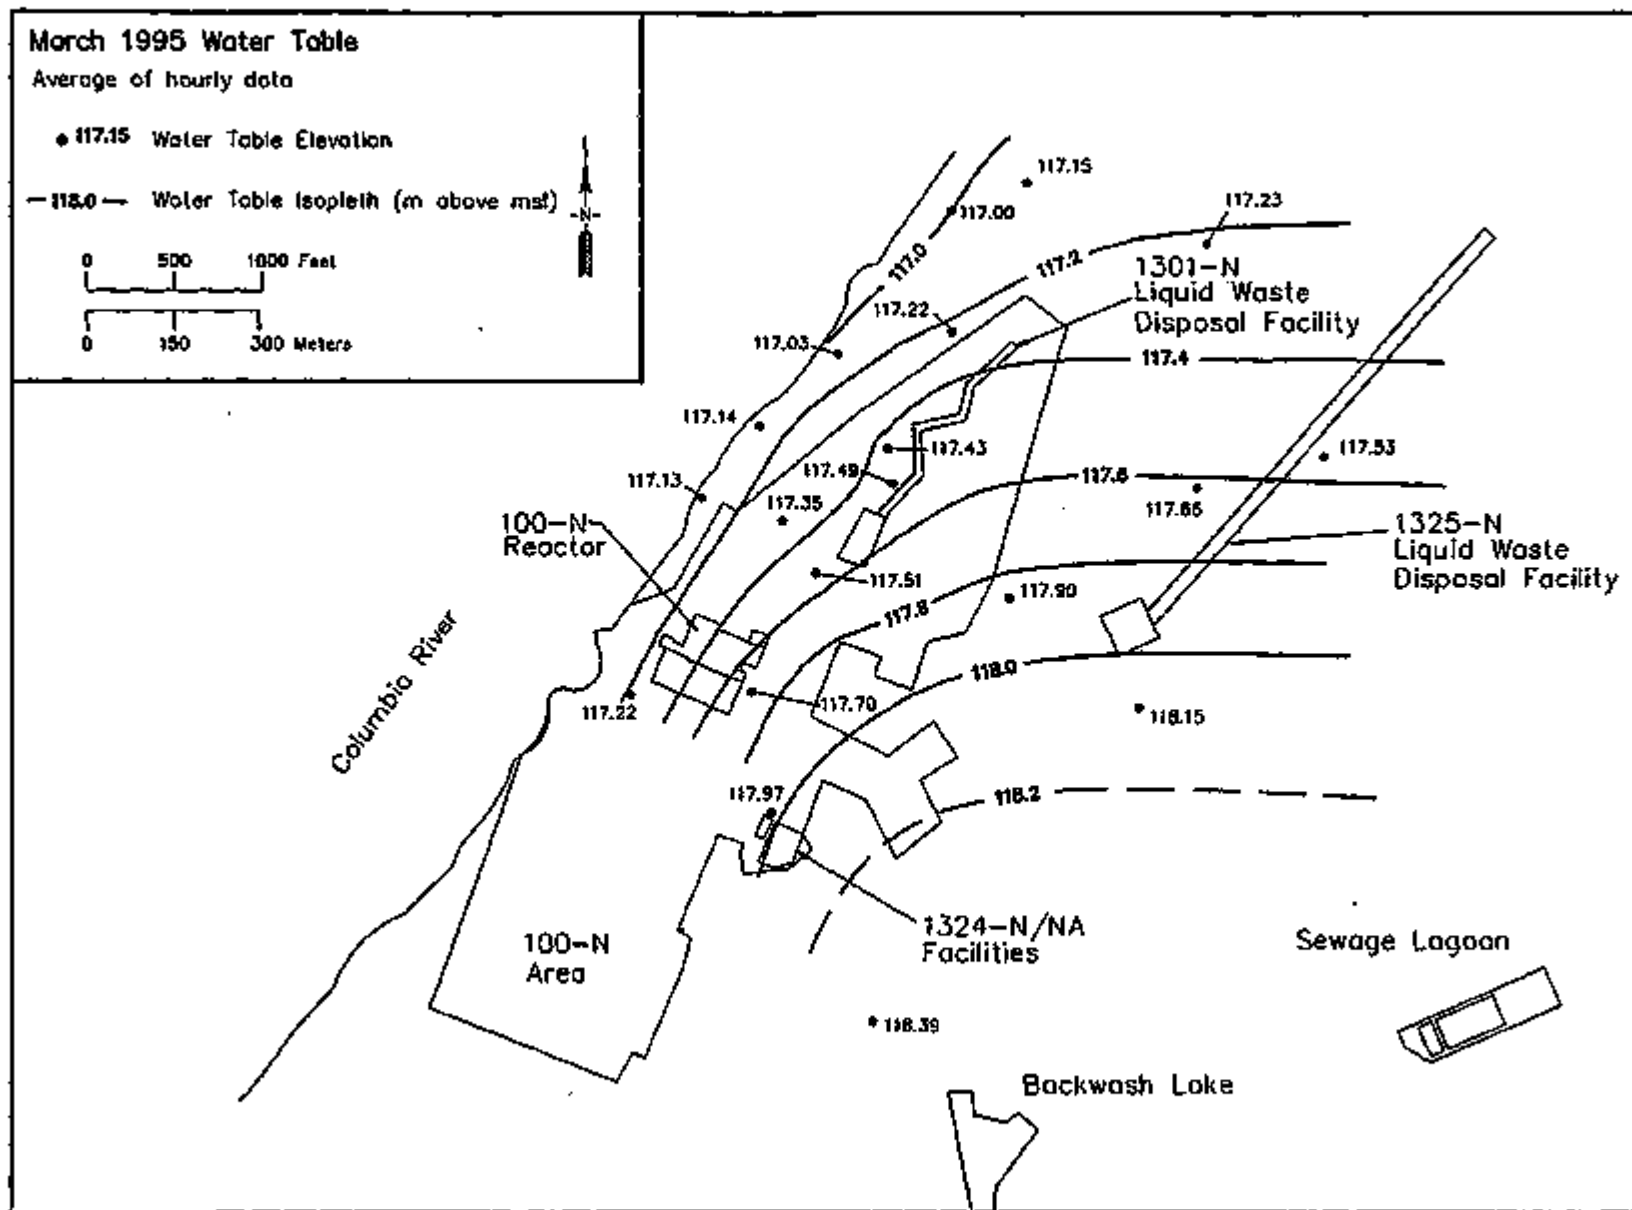 March 1995 Water Table
Average of hourly data
117.15 Water Table Elevation
118.0 Water Table Isopleth (m above msl)
N
0 500 1000 Feet
0 150 300 Meters
117.15
117.00
117.23
117.0
117.2
1301-N
Liquid Waste
Disposal Facility
117.22
117.03
117.4
117.14
117.43
117.53
117.49
117.6
117.13
117.65
117.35
100-N
Reactor
1325-N
Liquid Waste
Disposal Facility
117.51
117.90
117.8
Columbia River
118.0
117.22
117.70
118.15
117.97
118.2
1324-N/NA
Facilities
100-N
Area
Sewage Lagoon
118.39
Backwash Lake